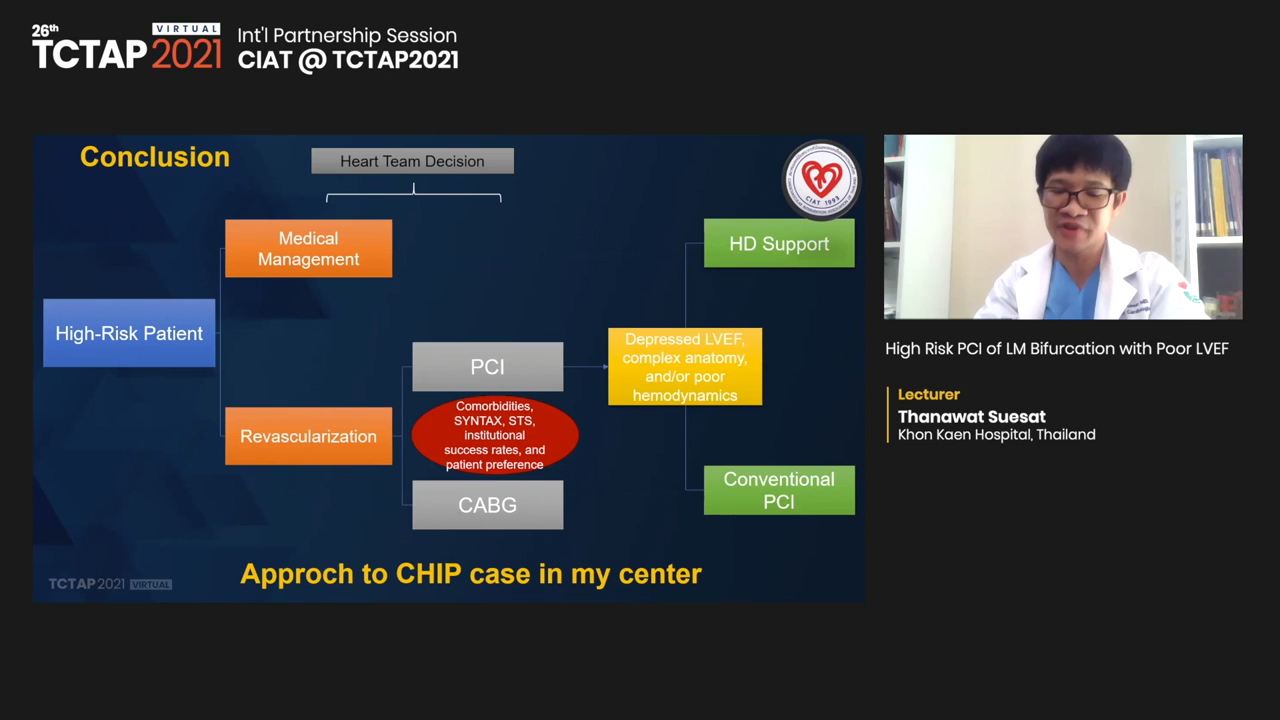 26th
TCTAP
VIRTUAL
2021
Int'l Partnership Session
CIAT @ TCTAP2021
Conclusion
Heart Team Decision
CIAT 1993
Medical
Management
HD Support
High-Risk Patient
PCI
Depressed LVEF,
complex anatomy,
and/or poor
hemodynamics
Revascularization
Comorbidities,
SYNTAX, STS,
institutional
success rates, and
patient preference
CABG
Conventional
PCI
Approch to CHIP case in my center
TCTAP 2021 VIRTUAL
High Risk PCI of LM Bifurcation with Poor LVEF
Lecturer
Thanawat Suesat
Khon Kaen Hospital, Thailand